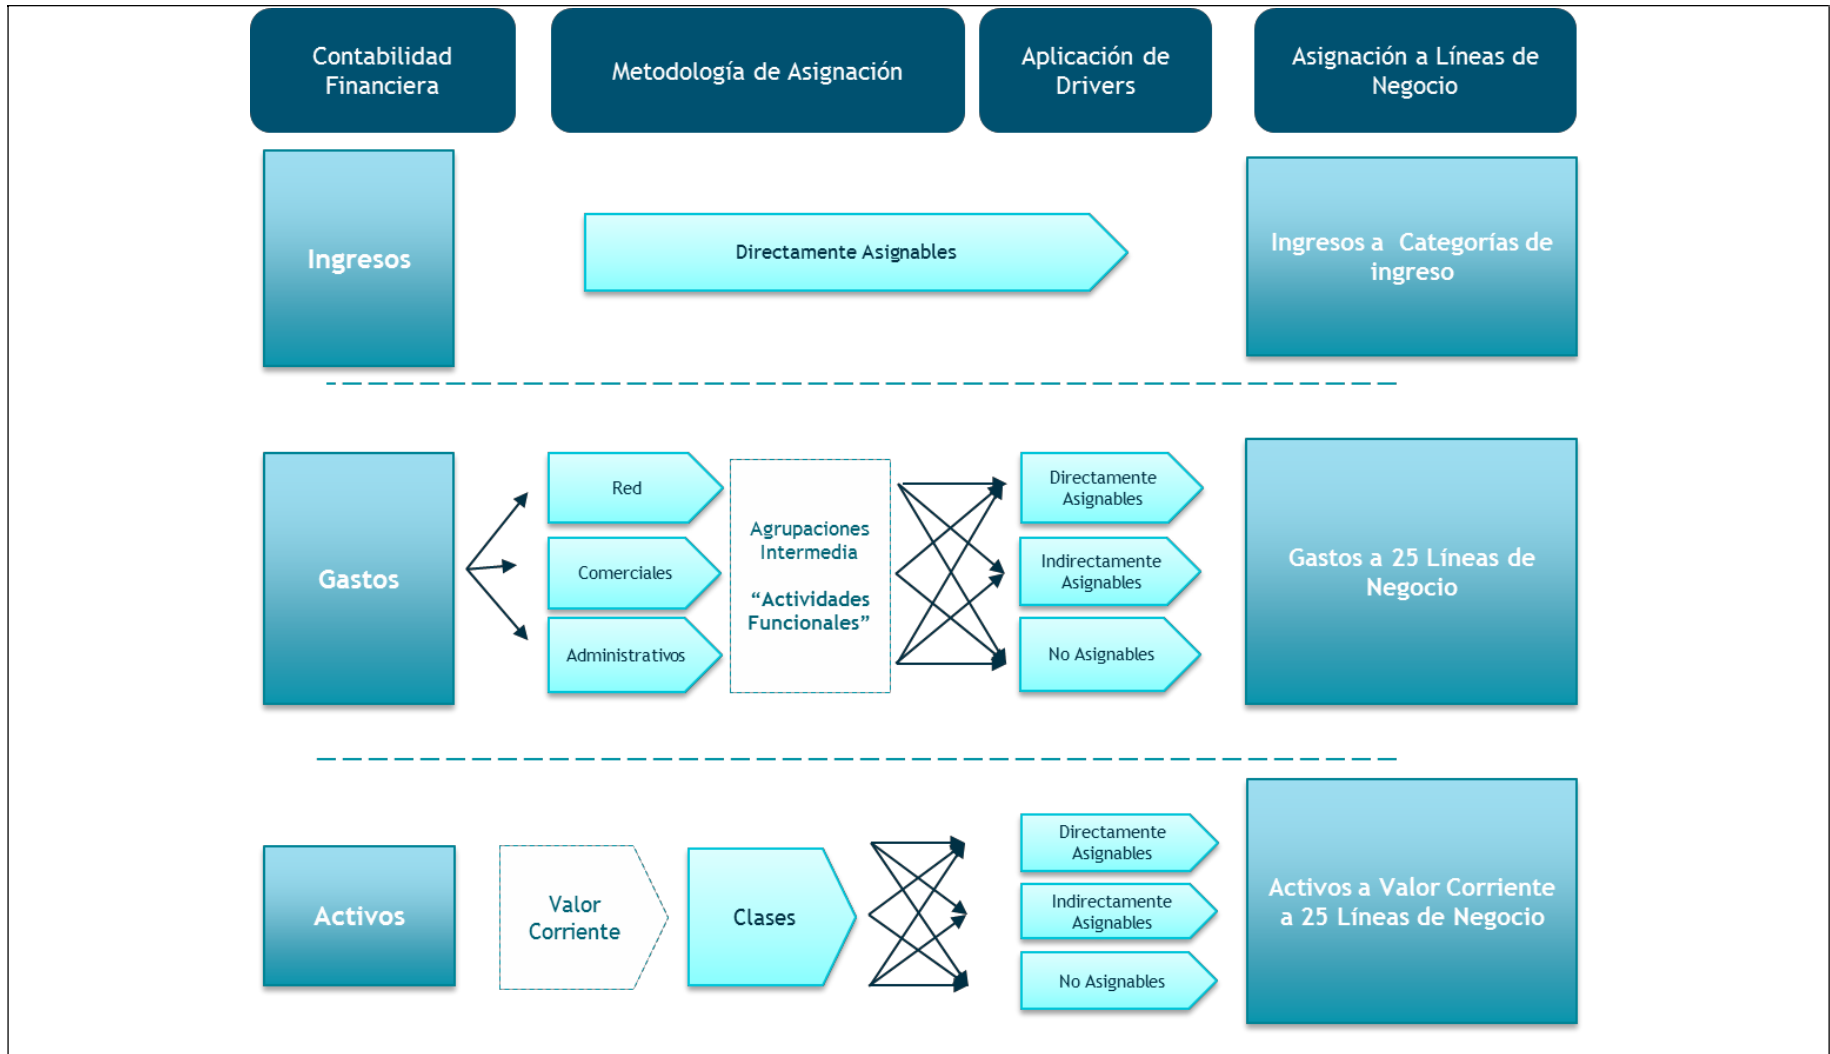 Contabilidad
Financiera
Metodología de Asignación
Aplicación de
Drivers
Asignación a Líneas de
Negocio
Ingresos
Directamente Asignables
Ingresos a Categorías de
ingreso
Gastos
Red
Comerciales
Administrativos
Agrupaciones
Intermedia
“Actividades
Funcionales”
Directamente
Asignables
Indirectamente
Asignables
No Asignables
Gastos a 25 Líneas de
Negocio
Activos
Valor
Corriente
Clases
Directamente
Asignables
Indirectamente
Asignables
No Asignables
Activos a Valor Corriente
a 25 Líneas de Negocio